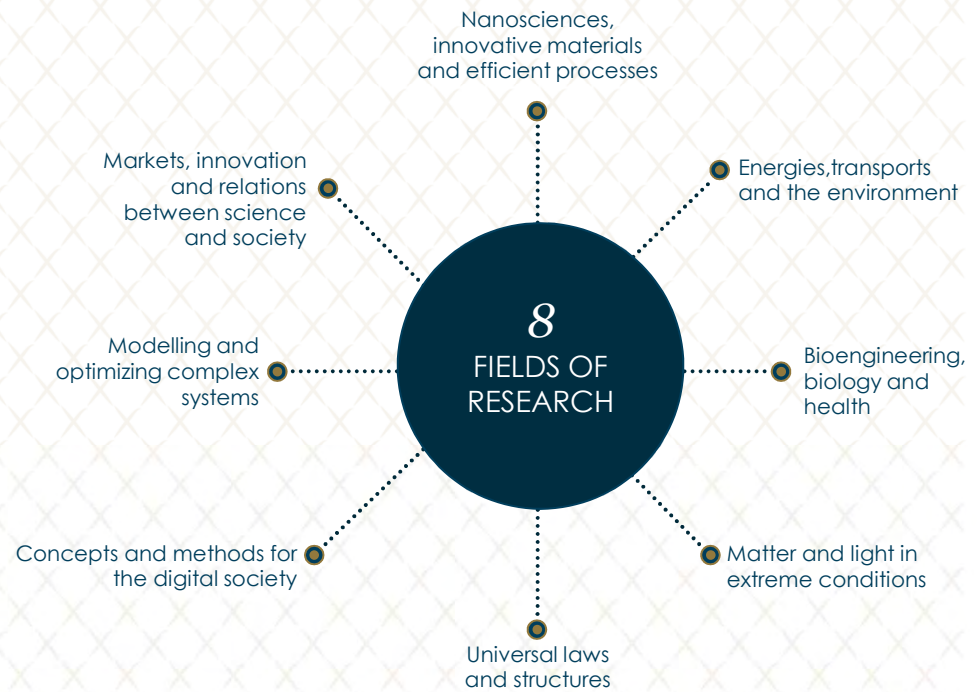 Nanosciences,
innovative materials
and efficient processes
Energies,transports
and the environment
Bioengineering,
biology and
health
Matter and light in
extreme conditions
Universal laws
and structures
Concepts and methods for
the digital society
Modelling and
optimizing complex
systems
Markets, innovation
and relations
between science
and society
8
FIELDS OF
RESEARCH